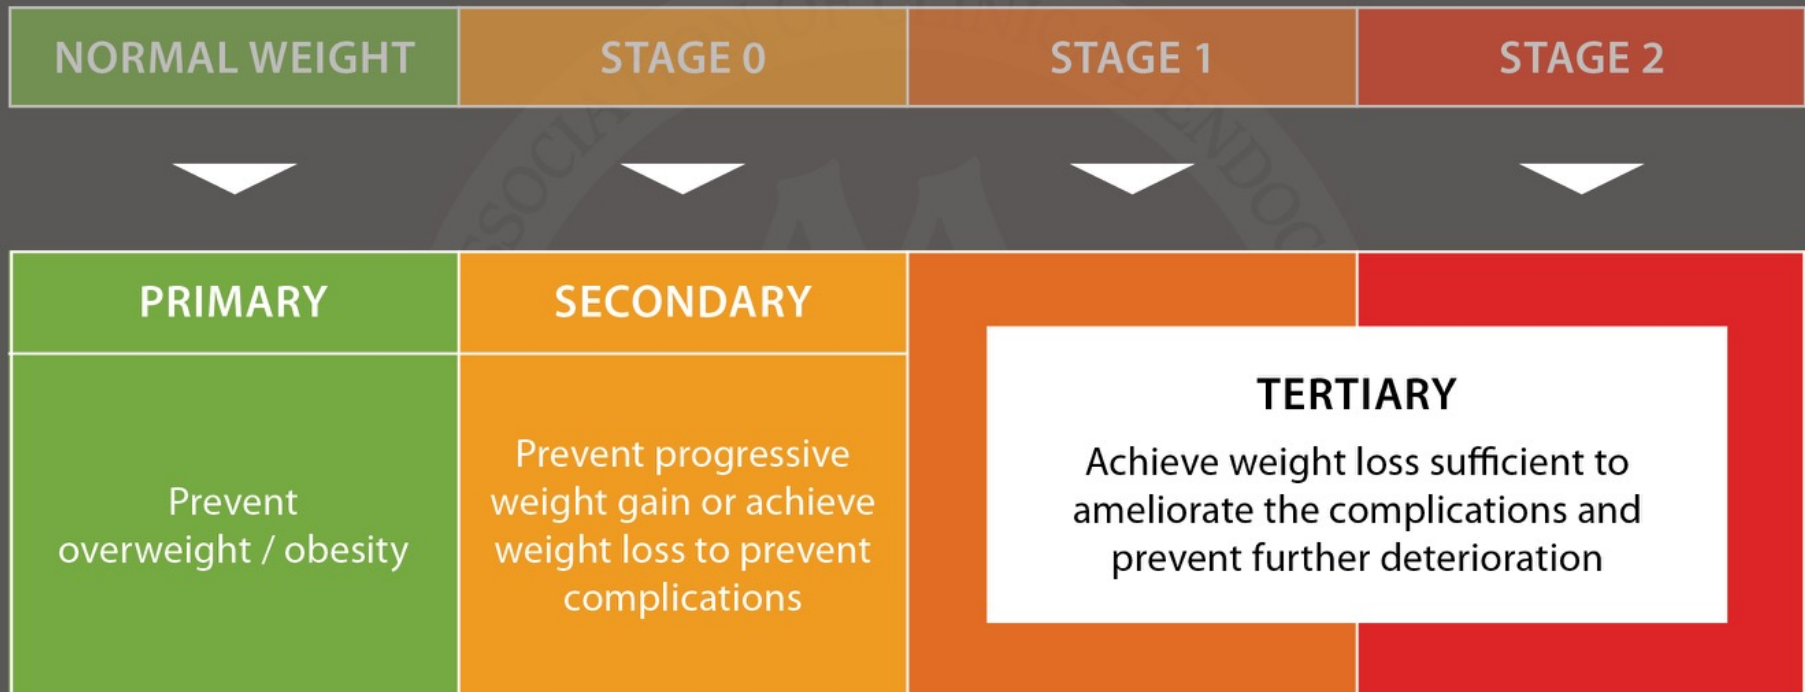 NORMAL WEIGHT
STAGE 0
STAGE 1
STAGE 2
PRIMARY
Prevent
overweight / obesity
SECONDARY
Prevent progressive
weight gain or achieve
weight loss to prevent
complications
TERTIARY
Achieve weight loss sufficient to
ameliorate the complications and
prevent further deterioration